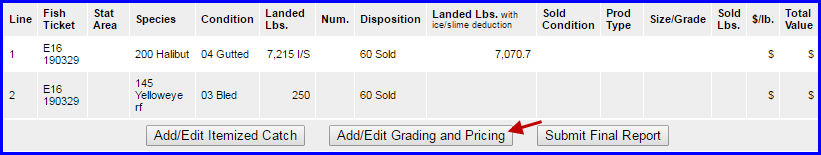 Line Fish Ticket Stat Area Species Condition Landed Lbs. Num. Disposition Landed Lbs. with ice/slime deduction Sold Condition Prod Type Size/Grade Sold Lbs. $/lb. Total Value
1 E16 190329 200 Halibut 04 Gutted 7,215 I/S 60 Sold 7,070.7 $ $
2 E16 190329 145 Yelloweye rf 03 Bled 250 60 Sold $ $
Add/Edit Itemized Catch Add/Edit Grading and Pricing Submit Final Report